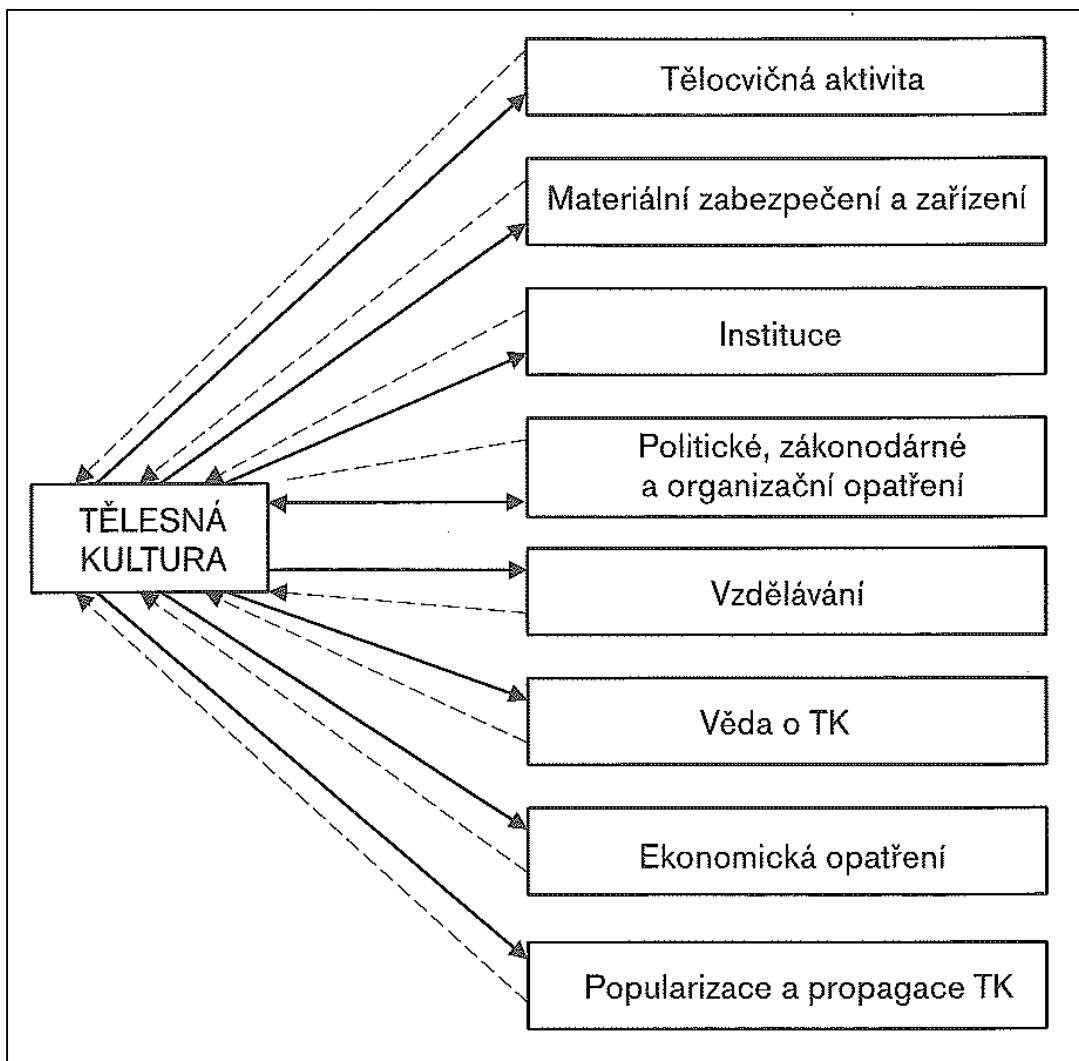 Tělocvičná aktivita
Materiální zabezpečení a zařízení
Instituce
Politické, zákonodárné
a organizační opatření
TĚLESNÁ
KULTURA
Vzdělávání
Věda o TK
Ekonomická opatření
Popularizace a propagace TK